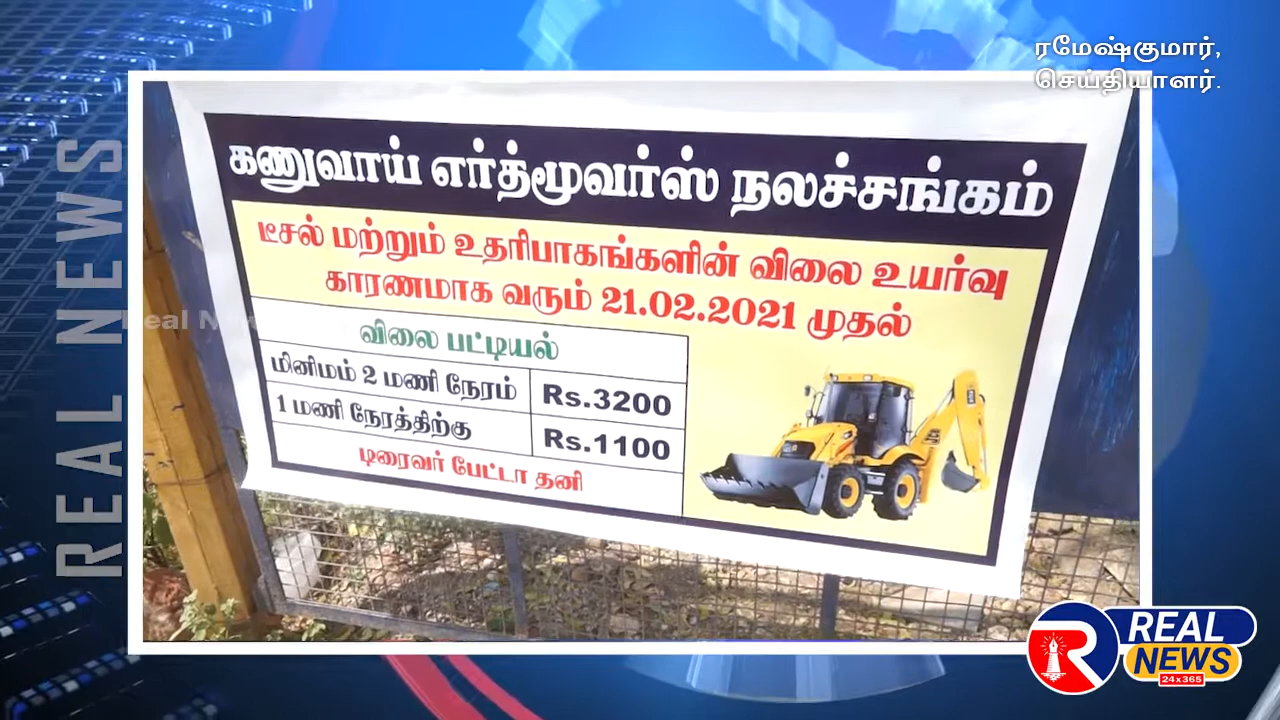 ரமேஷ்குமார்,
செய்தியாளர்.
REAL NEWS
கணுவாய் எர்த்மூவர்ஸ் நலச்சங்கம்
டீசல் மற்றும் உதரிபாகங்களின் விலை உயர்வு
காரணமாக வரும் 21.02.2021 முதல்
விலை பட்டியல்
மினிமம் 2 மணி நேரம் Rs.3200
1 மணி நேரத்திற்கு Rs.1100
டிரைவர் பேட்டா தனி
REAL
NEWS
24x365